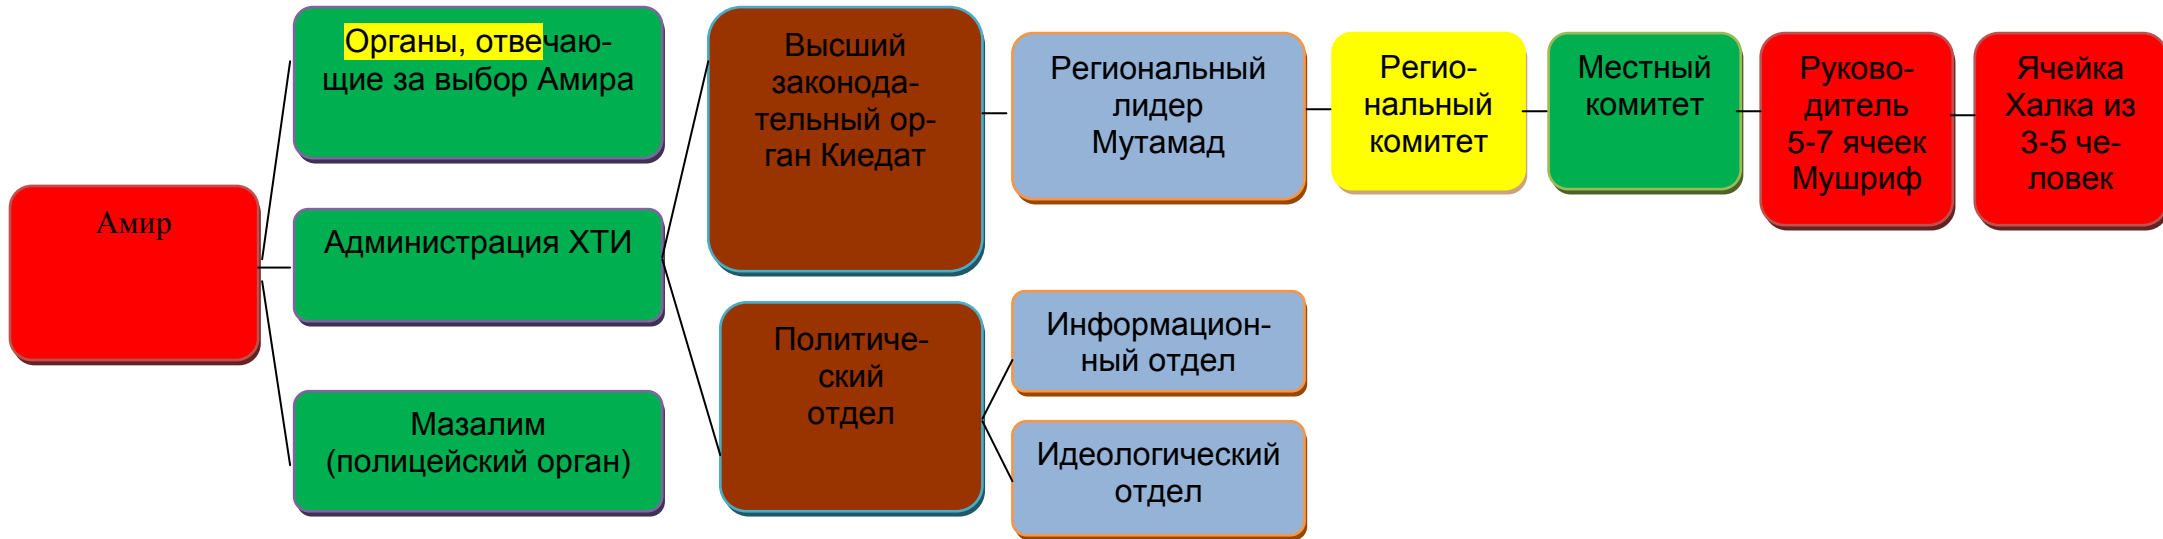 Амир
Органы, отвечаю-
щие за выбор Амира
Администрация ХТИ
Мазалим
(полицейский орган)
Высший
законода-
тельный ор-
ган Киедат
Политиче-
ский
отдел
Региональный
лидер
Мутамад
Информацион-
ный отдел
Идеологический
отдел
Регио-
нальный
комитет
Местный
комитет
Руково-
дитель
5-7 ячеек
Мушриф
Ячейка
Халка из
3-5 че-
ловек